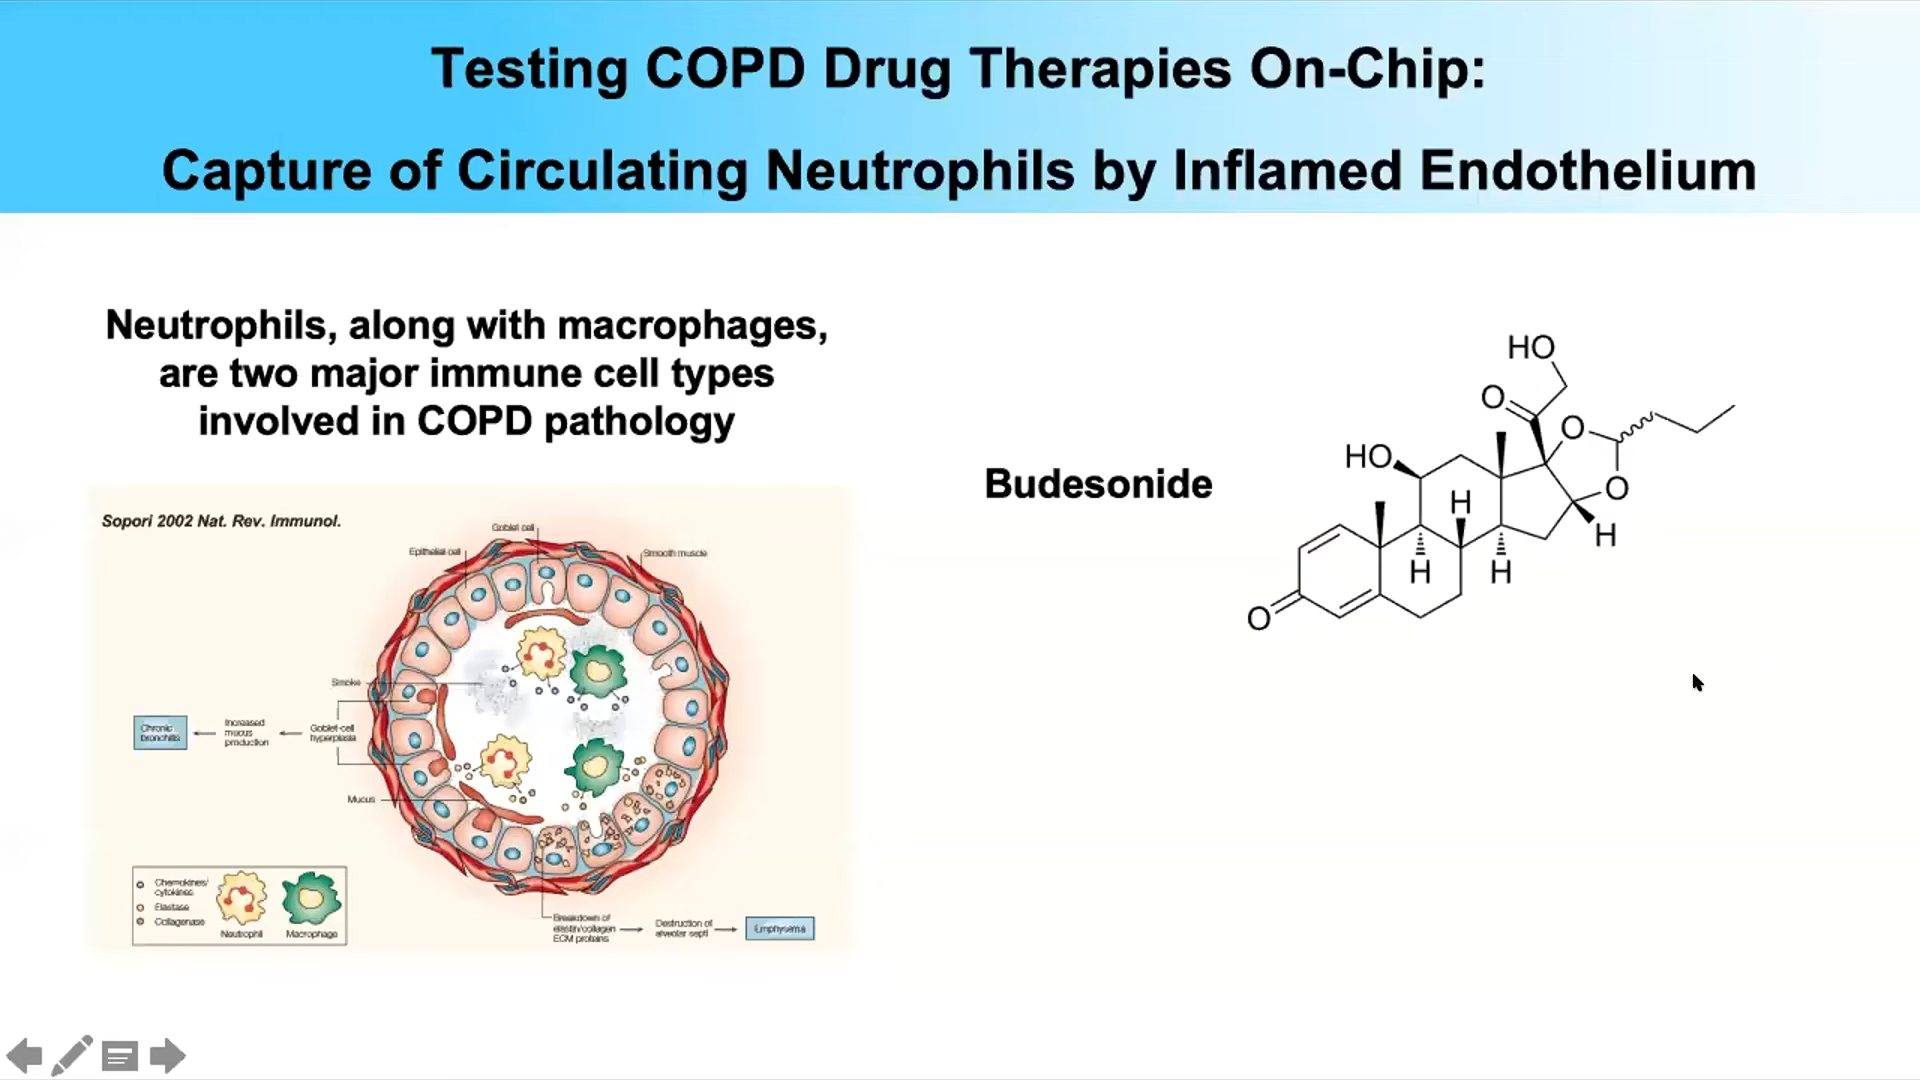 Testing COPD Drug Therapies On-Chip:
Capture of Circulating Neutrophils by Inflamed Endothelium
Neutrophils, along with macrophages,
are two major immune cell types
involved in COPD pathology
Sopori 2002 Nat. Rev. Immunol.
Goblet cell
Epithelial cell
Smooth muscle
Smoke
Chronic
bronchitis
Increased
mucus
production
Goblet-cell
hyperplasia
Mucus
Chemokines/
cytokines
Elastase
Collagenase
Neutrophil
Macrophage
Breakdown of
elastin/collagen
ECM proteins
Destruction of
alveolar septi
Emphysema
Budesonide
HO
O
O
HO
O
H
H
H
H
O